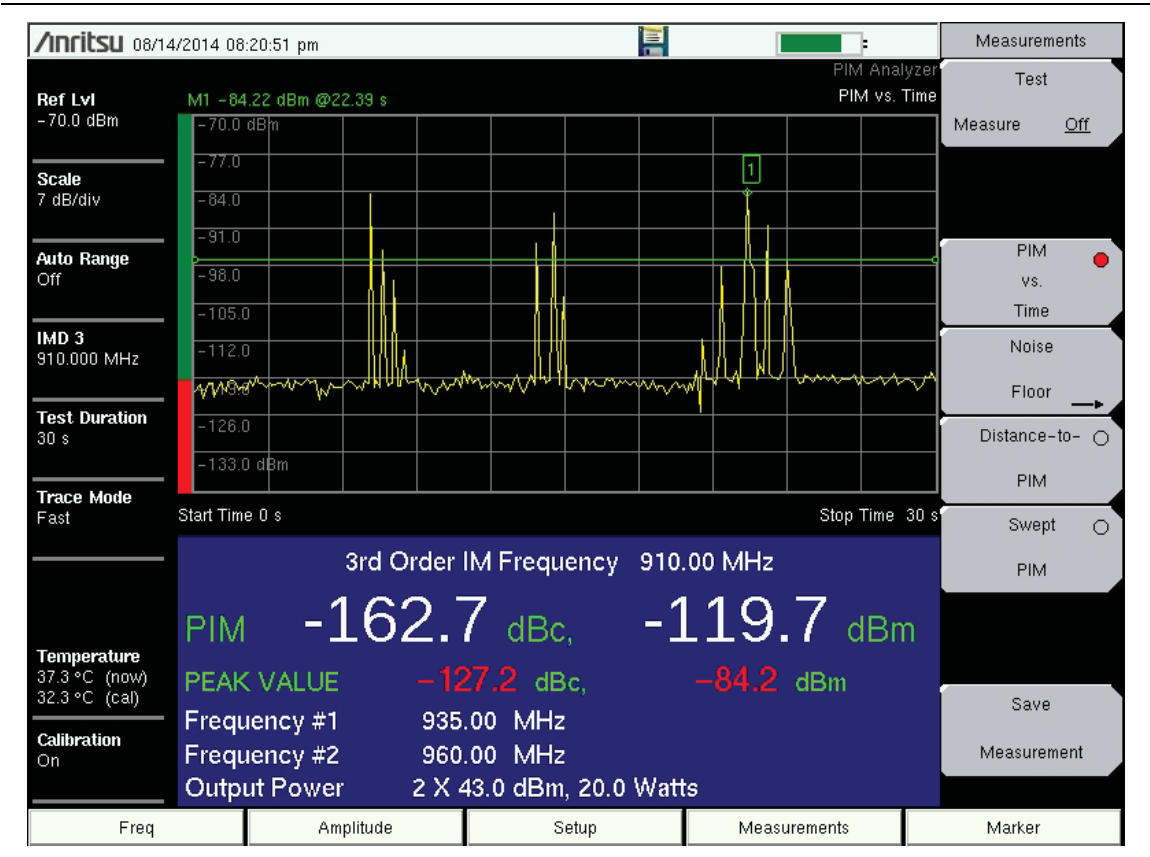 Anritsu 08/14/2014 08:20:51 pm
Measurements
Ref Lvl
-70.0 dBm
Scale
7 dB/div
Auto Range
Off
IMD 3
910.000 MHz
Test Duration
30 s
Trace Mode
Fast
Temperature
37.3 °C (now)
32.3 °C (cal)
Calibration
On
PIM Analyzer
M1 -84.22 dBm @22.39 s
PIM vs. Time
-70.0 dBm
-77.0
1
-84.0
-91.0
-98.0
-105.0
-112.0
-126.0
-133.0 dBm
Start Time 0 s
Stop Time 30 s
3rd Order IM Frequency 910.00 MHz
PIM -162.7 dBc, -119.7 dBm
PEAK VALUE -127.2 dBc, -84.2 dBm
Frequency #1 935.00 MHz
Frequency #2 960.00 MHz
Output Power 2 X 43.0 dBm, 20.0 Watts
Test
Measure Off
PIM
vs.
Time
Noise
Floor
Distance-to-
PIM
Swept
PIM
Save
Measurement
Freq
Amplitude
Setup
Measurements
Marker